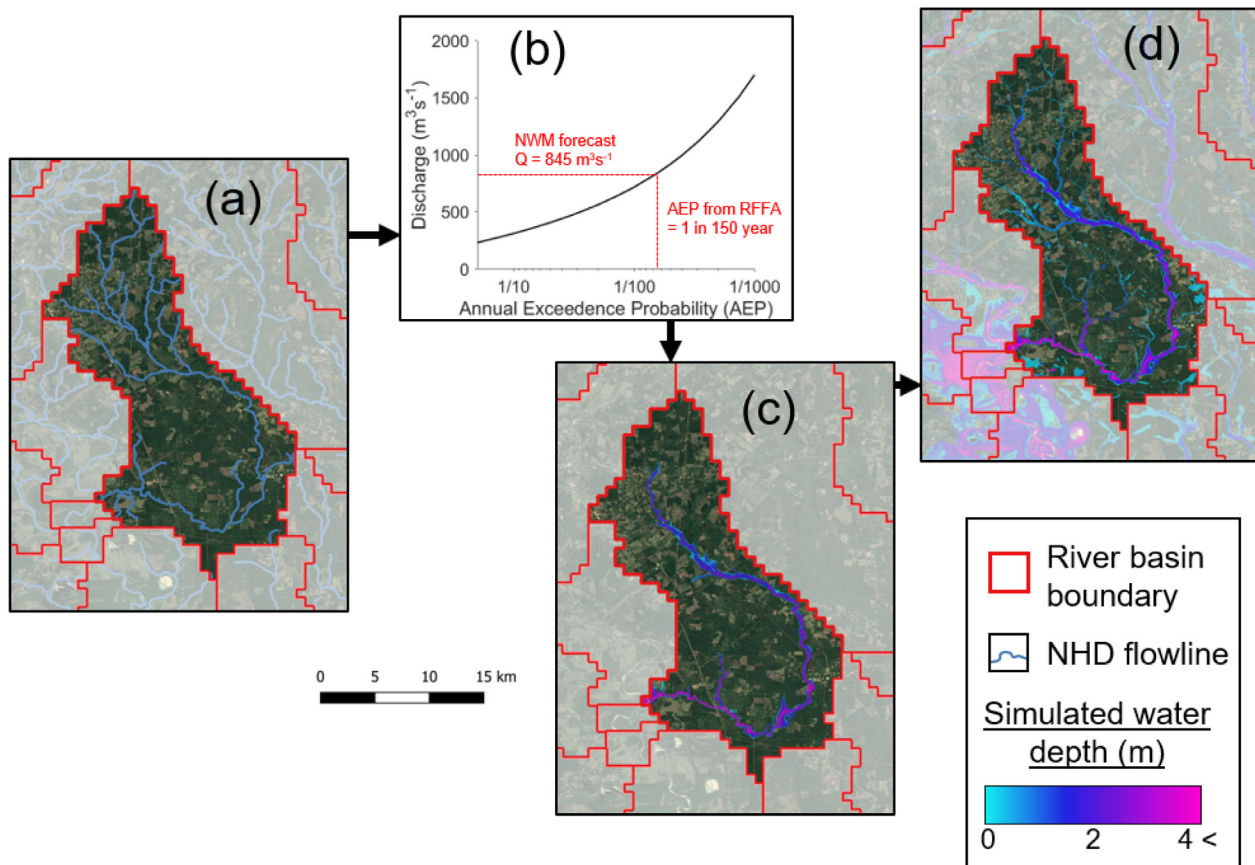 (a)
(b)
2000
1500
1000
500
0
Discharge (m³s⁻¹)
NWM forecast
Q = 845 m³s⁻¹
AEP from RFFA
= 1 in 150 year
1/10
1/100
1/1000
Annual Exceedence Probability (AEP)
(c)
(d)
0
5
10
15 km
River basin
boundary
NHD flowline
Simulated water
depth (m)
0
2
4 <